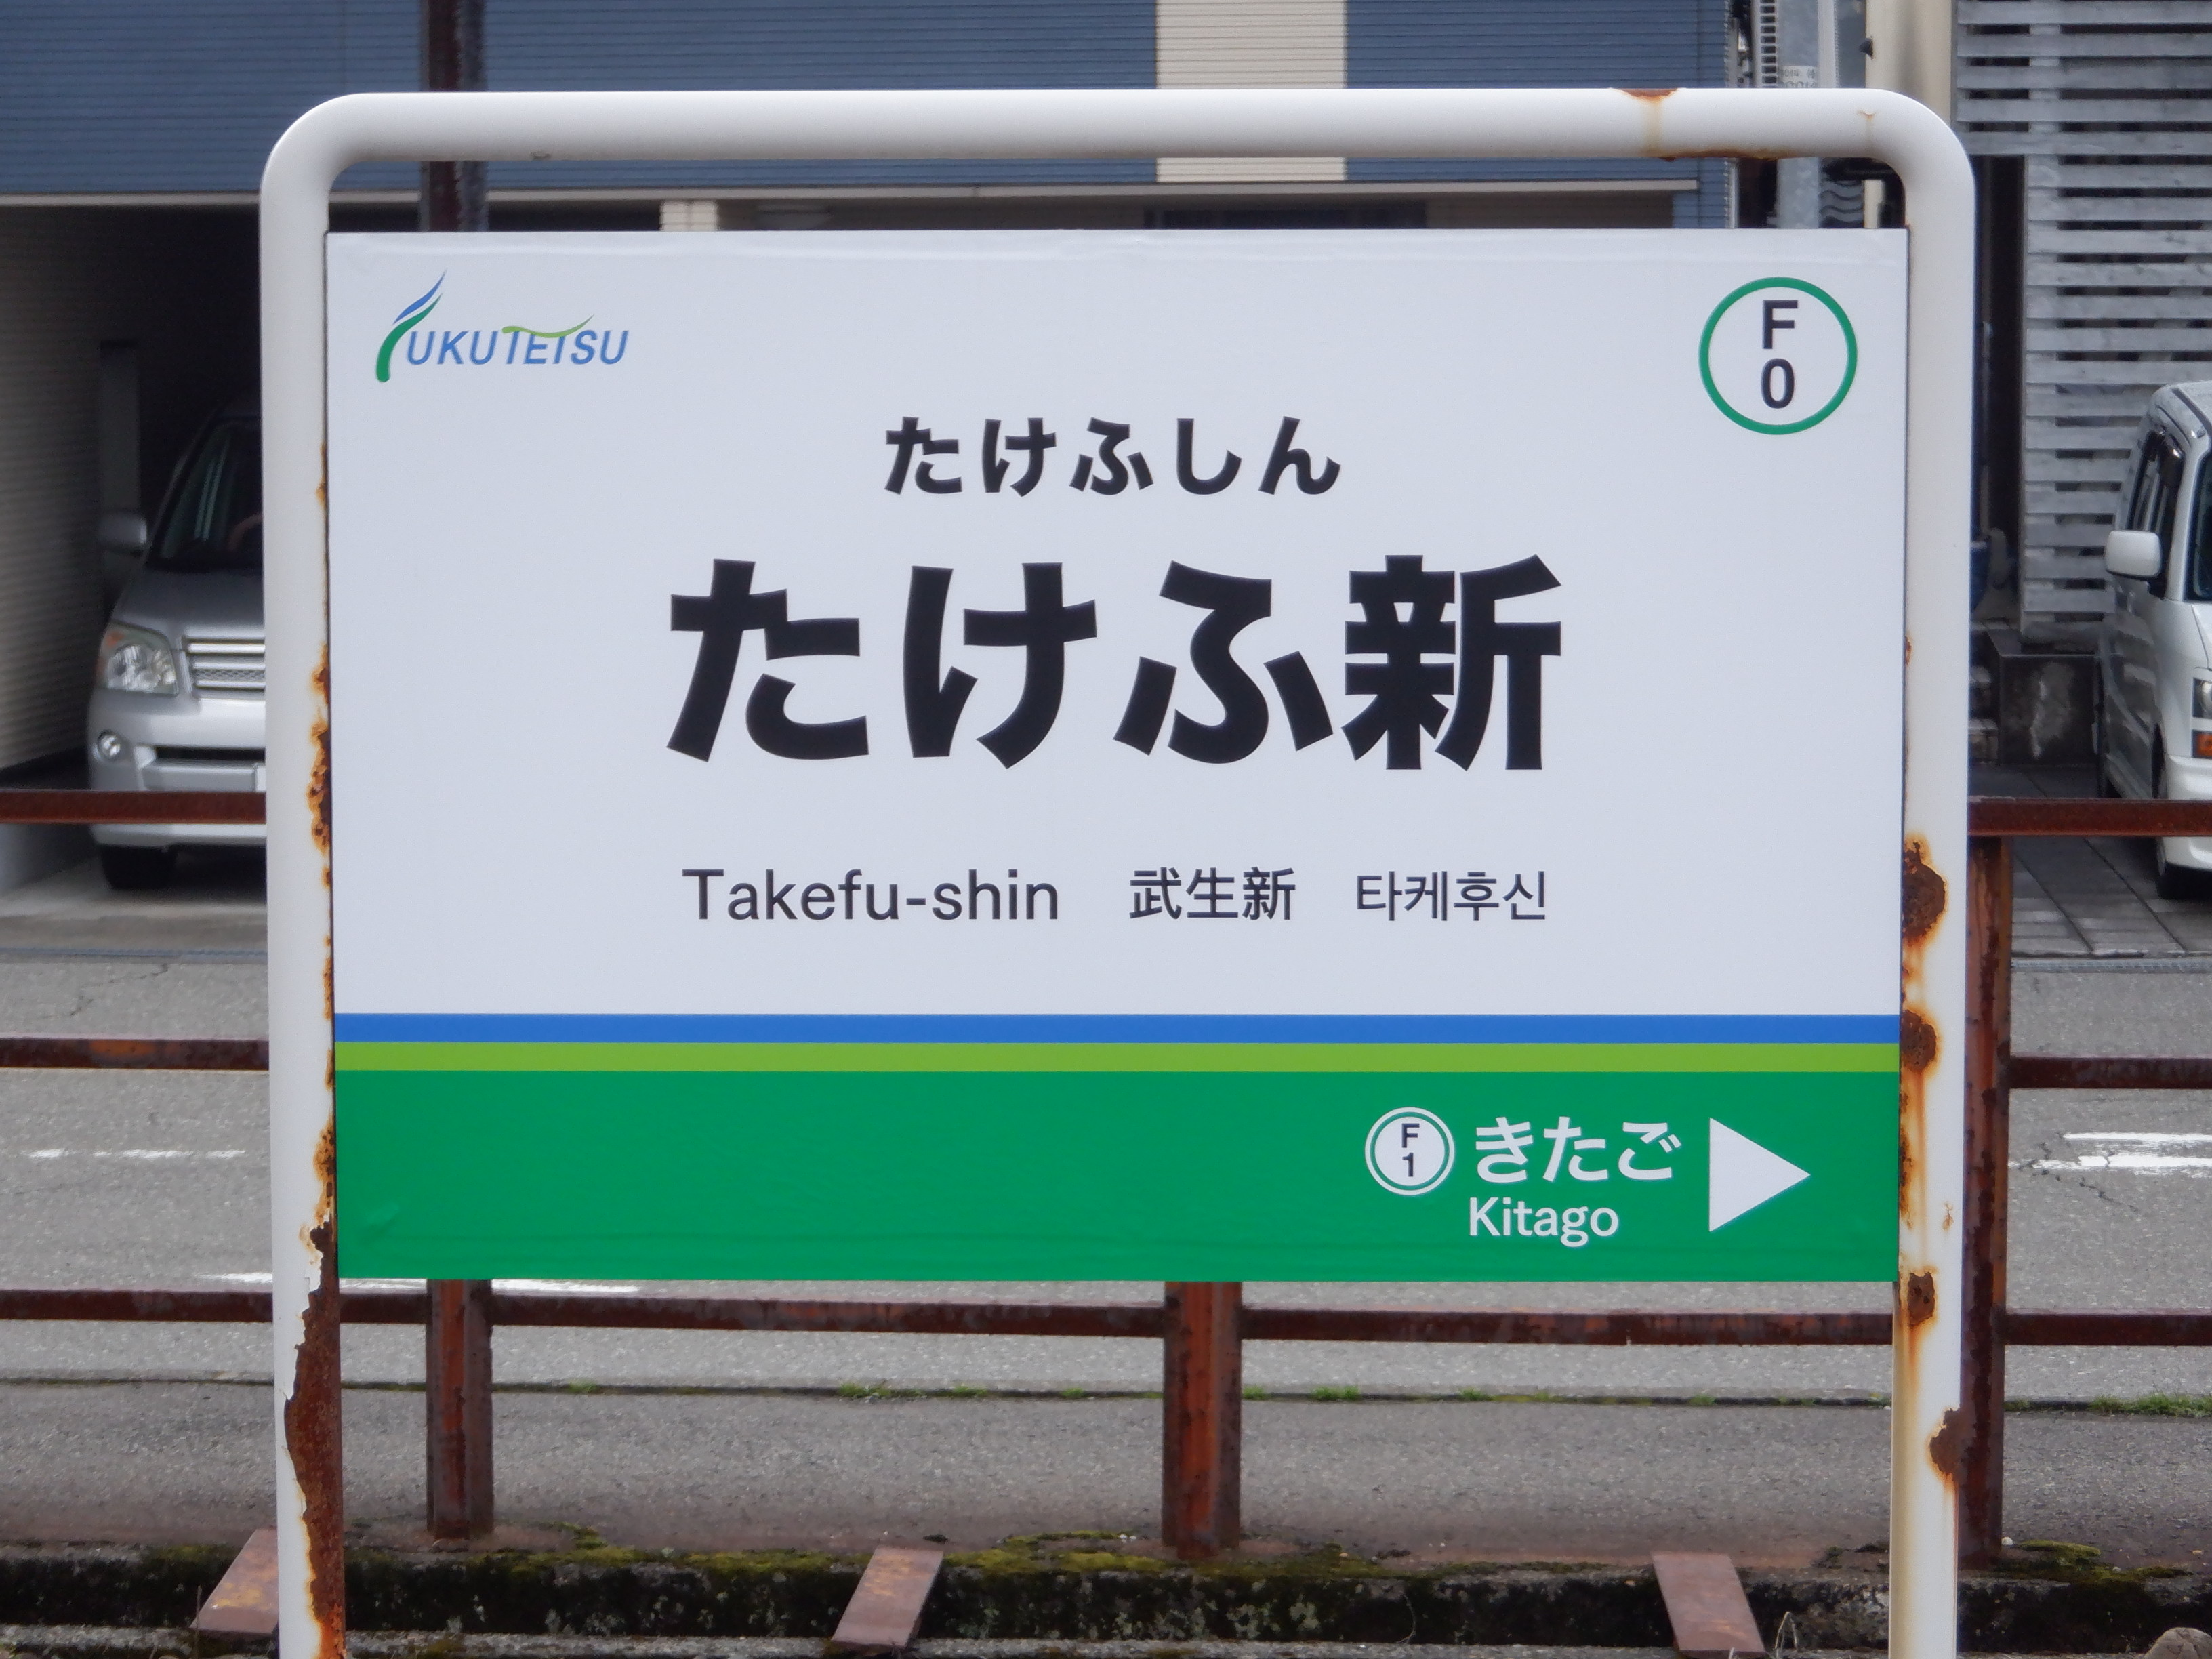 FUKUTETSU
F
0
たけふしん
たけふ新
Takefu-shin 武生新 타케후신
F
1
きたご
Kitago